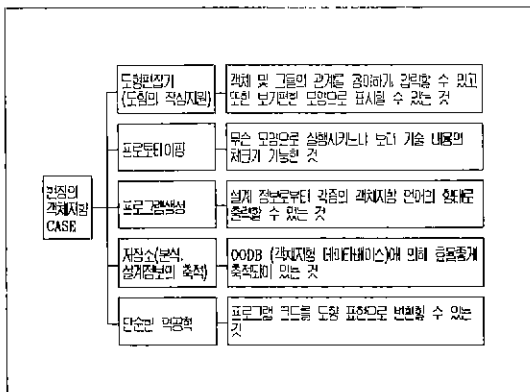 현장의
객체지향
CASE
도형편집기
(도형의 작성지원)
객체 및 그들의 관계를 용이하게 입력할 수 있고
또한 보기편한 모양으로 표시할 수 있는 것
프로토타이핑
무슨 모양으로 실행시키느냐 보다 기술 내용의
체크가 가능한 것
프로그램생성
설계 정보로부터 각종의 객체지향 언어의 형태로
출력할 수 있는 것
저장소(분석,
설계정보의 축적)
OODB (객체지향 데이타베이스)에 의해 효율좋게
축적되어 있는 것
단순한 역공학
프로그램 코드를 도형 표현으로 변환할 수 있는
것